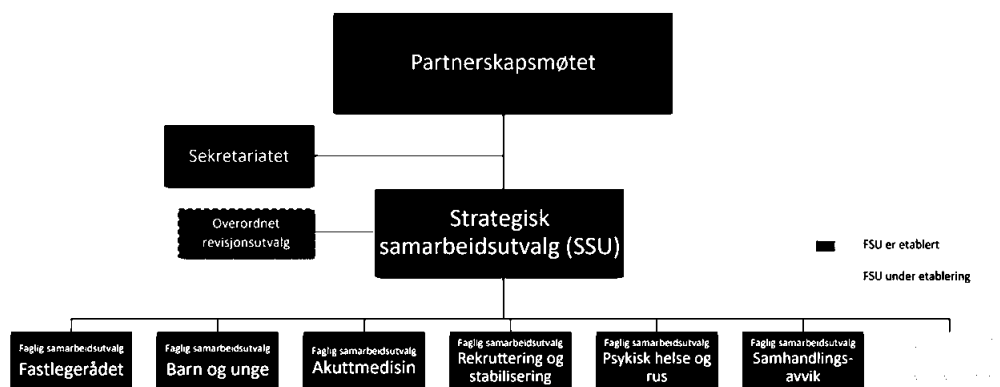 Partnerskapsmøtet
Sekretariatet
Strategisk
samarbeidsutvalg (SSU)
Overordnet
revisjonsutvalg
FSU er etablert
FSU under etablering
Faglig samarbeidsutvalg
Fastlegerådet
Faglig samarbeidsutvalg
Barn og unge
Faglig samarbeidsutvalg
Akuttmedisin
Faglig samarbeidsutvalg
Rekruttering og
stabilisering
Faglig samarbeidsutvalg
Psykisk helse og
rus
Faglig samarbeidsutvalg
Samhandlings-
avvik